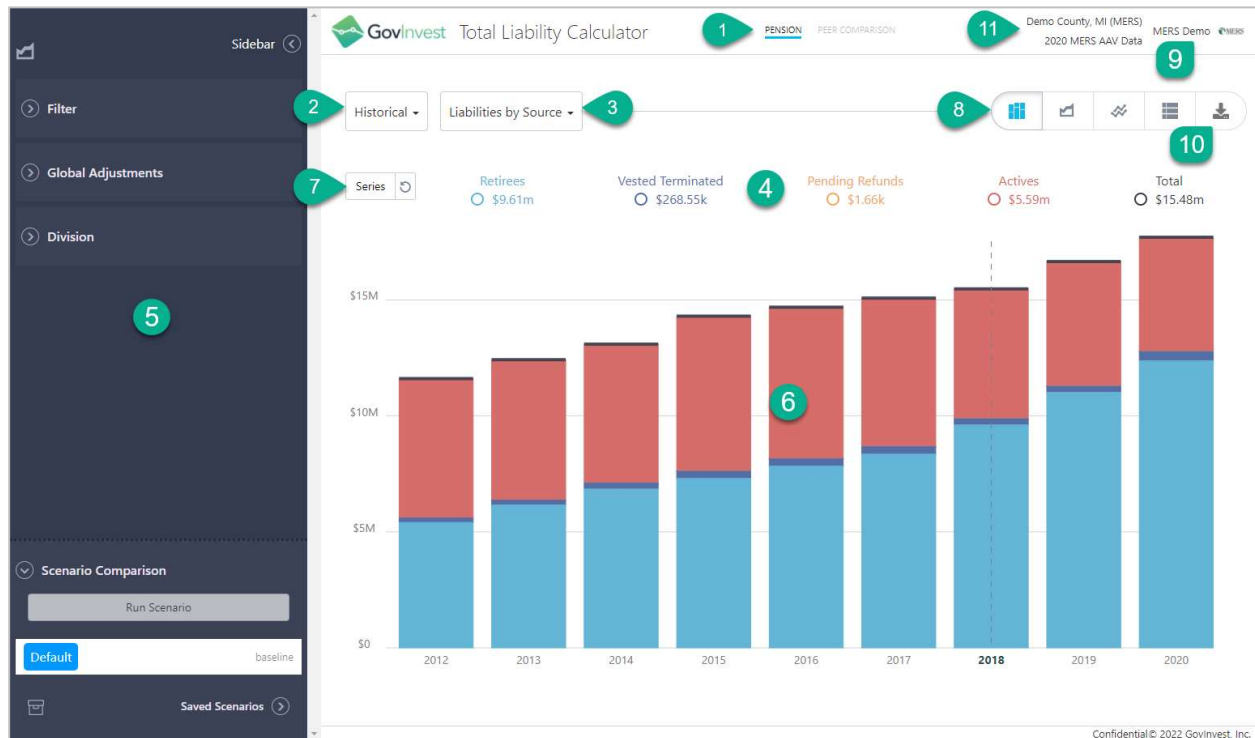 Sidebar
Filter
Global Adjustments
Division
5
Scenario Comparison
Run Scenario
Default baseline
Saved Scenarios
GovInvest Total Liability Calculator
1
PENSION PEER COMPARISON
11
Demo County, MI (MERS)
2020 MERS AAV Data
MERS Demo MERS
9
2
Historical
Liabilities by Source
3
8
10
7
Series
Retirees
$9.61m
Vested Terminated
$268.55k
4
Pending Refunds
$1.66k
Actives
$5.59m
Total
$15.48m
$15M
$10M
$5M
$0
6
2012 2013 2014 2015 2016 2017 2018 2019 2020
Confidential© 2022 GovInvest, Inc.